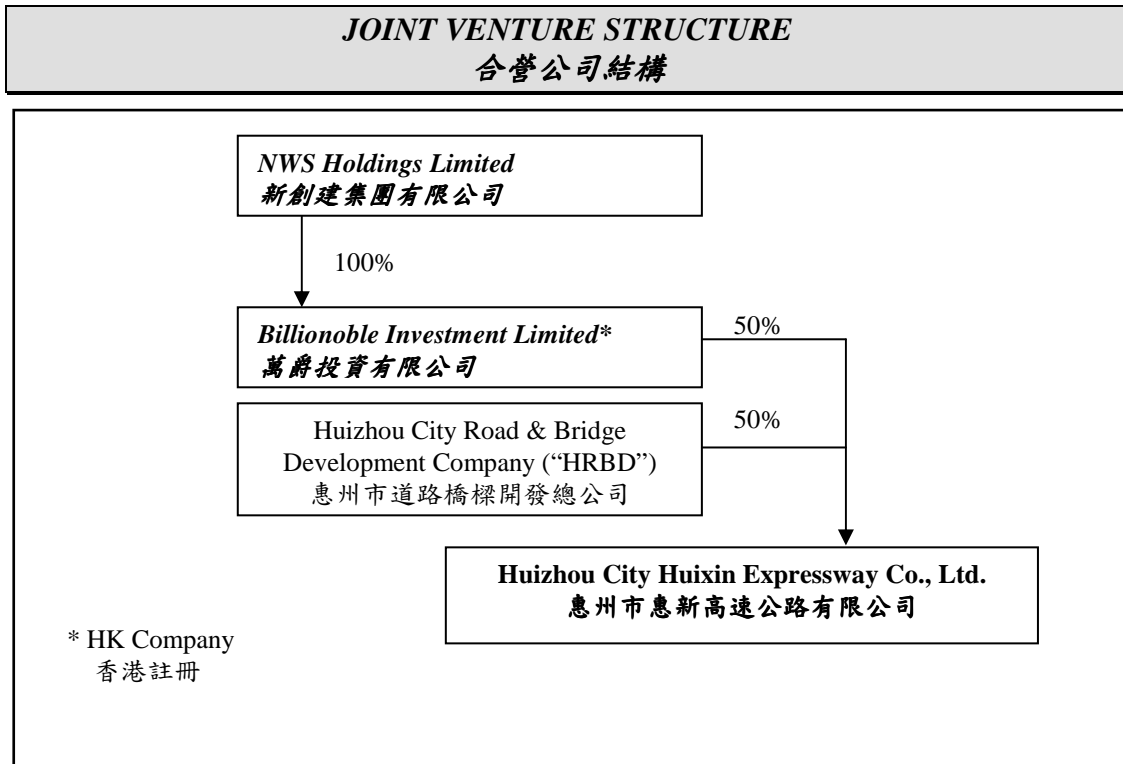 JOINT VENTURE STRUCTURE
合營公司結構
NWS Holdings Limited
新創建集團有限公司
100%
Billionoble Investment Limited*
萬爵投資有限公司
50%
Huizhou City Road & Bridge
Development Company (“HRBD”)
惠州市道路橋樑開發總公司
50%
Huizhou City Huixin Expressway Co., Ltd.
惠州市惠新高速公路有限公司
* HK Company
香港註冊